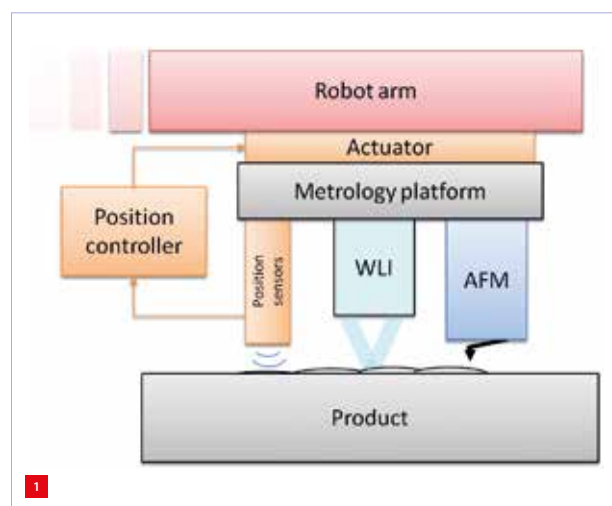 Robot arm
Actuator
Metrology platform
Position
controller
Position
sensors
WLI
AFM
Product
1